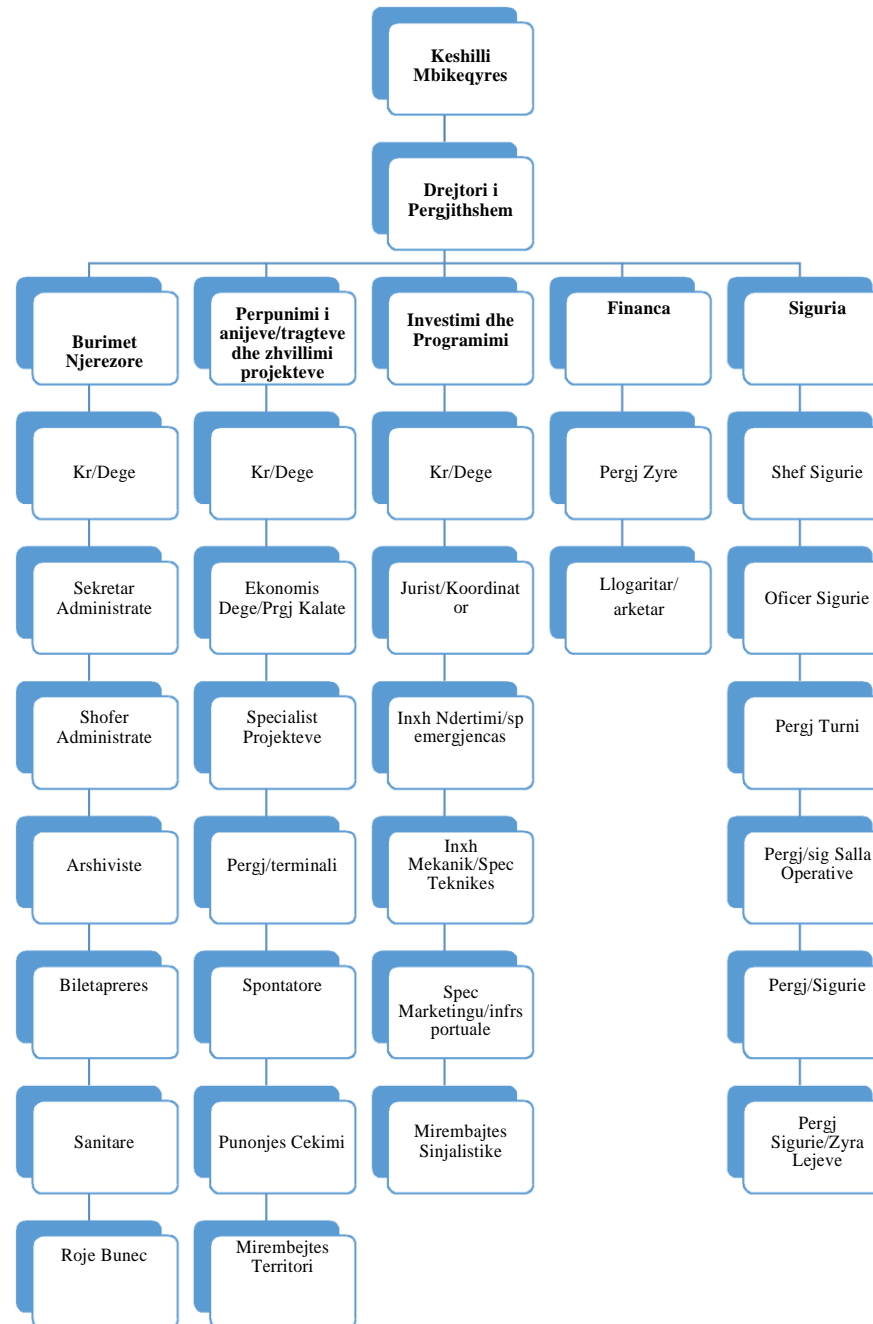 Keshilli
Mbikeqyres
Drejtori i
Pergjithshem
Burimet
Njerezore
Perpunimi i
anijeve/tragteve
dhe zhvillimi
projekteve
Investimi dhe
Programimi
Financa
Siguria
Kr/Dege
Kr/Dege
Kr/Dege
Pergj Zyre
Shef Sigurie
Sekretar
Administrate
Ekonomis
Dege/Prgj Kalate
Jurist/Koordinat
or
Llogaritar/
arketar
Oficer Sigurie
Shofer
Administrate
Specialist
Projekteve
Inxh Ndertimi/sp
emergjencas
Pergj Turni
Arshiviste
Pergj/terminali
Inxh
Mekanik/Spec
Teknikes
Pergj/sig Salla
Operative
Biletapreres
Spontatore
Spec
Marketingu/infrs
portuale
Pergj/Sigurie
Sanitare
Punonjes Cekimi
Mirembajtes
Sinjalistike
Pergj
Sigurie/Zyra
Lejeve
Roje Bunec
Mirembejtes
Territori